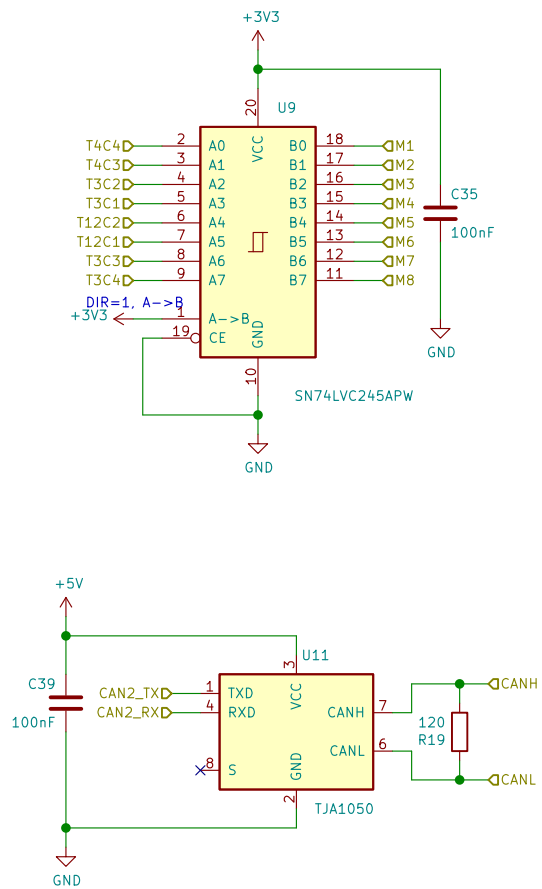 +3V3
20
U9
VCC
T4C4 2 A0 B0 18 M1
T4C3 3 A1 B1 17 M2
T3C2 4 A2 B2 16 M3
T3C1 5 A3 B3 15 M4
T12C2 6 A4 B4 14 M5
T12C1 7 A5 B5 13 M6
T3C3 8 A6 B6 12 M7
T3C4 9 A7 B7 11 M8
C35
100nF
DIR=1, A->B
+3V3 1 A->B
19 CE
GND
10
GND
SN74LVC245APW
GND
+5V
U11
3
VCC
C39
100nF
CAN2_TX 1 TXD
CAN2_RX 4 RXD
CANH 7 CANH
120
R19
CANL 6
8 S
GND
CANL
2
TJA1050
GND